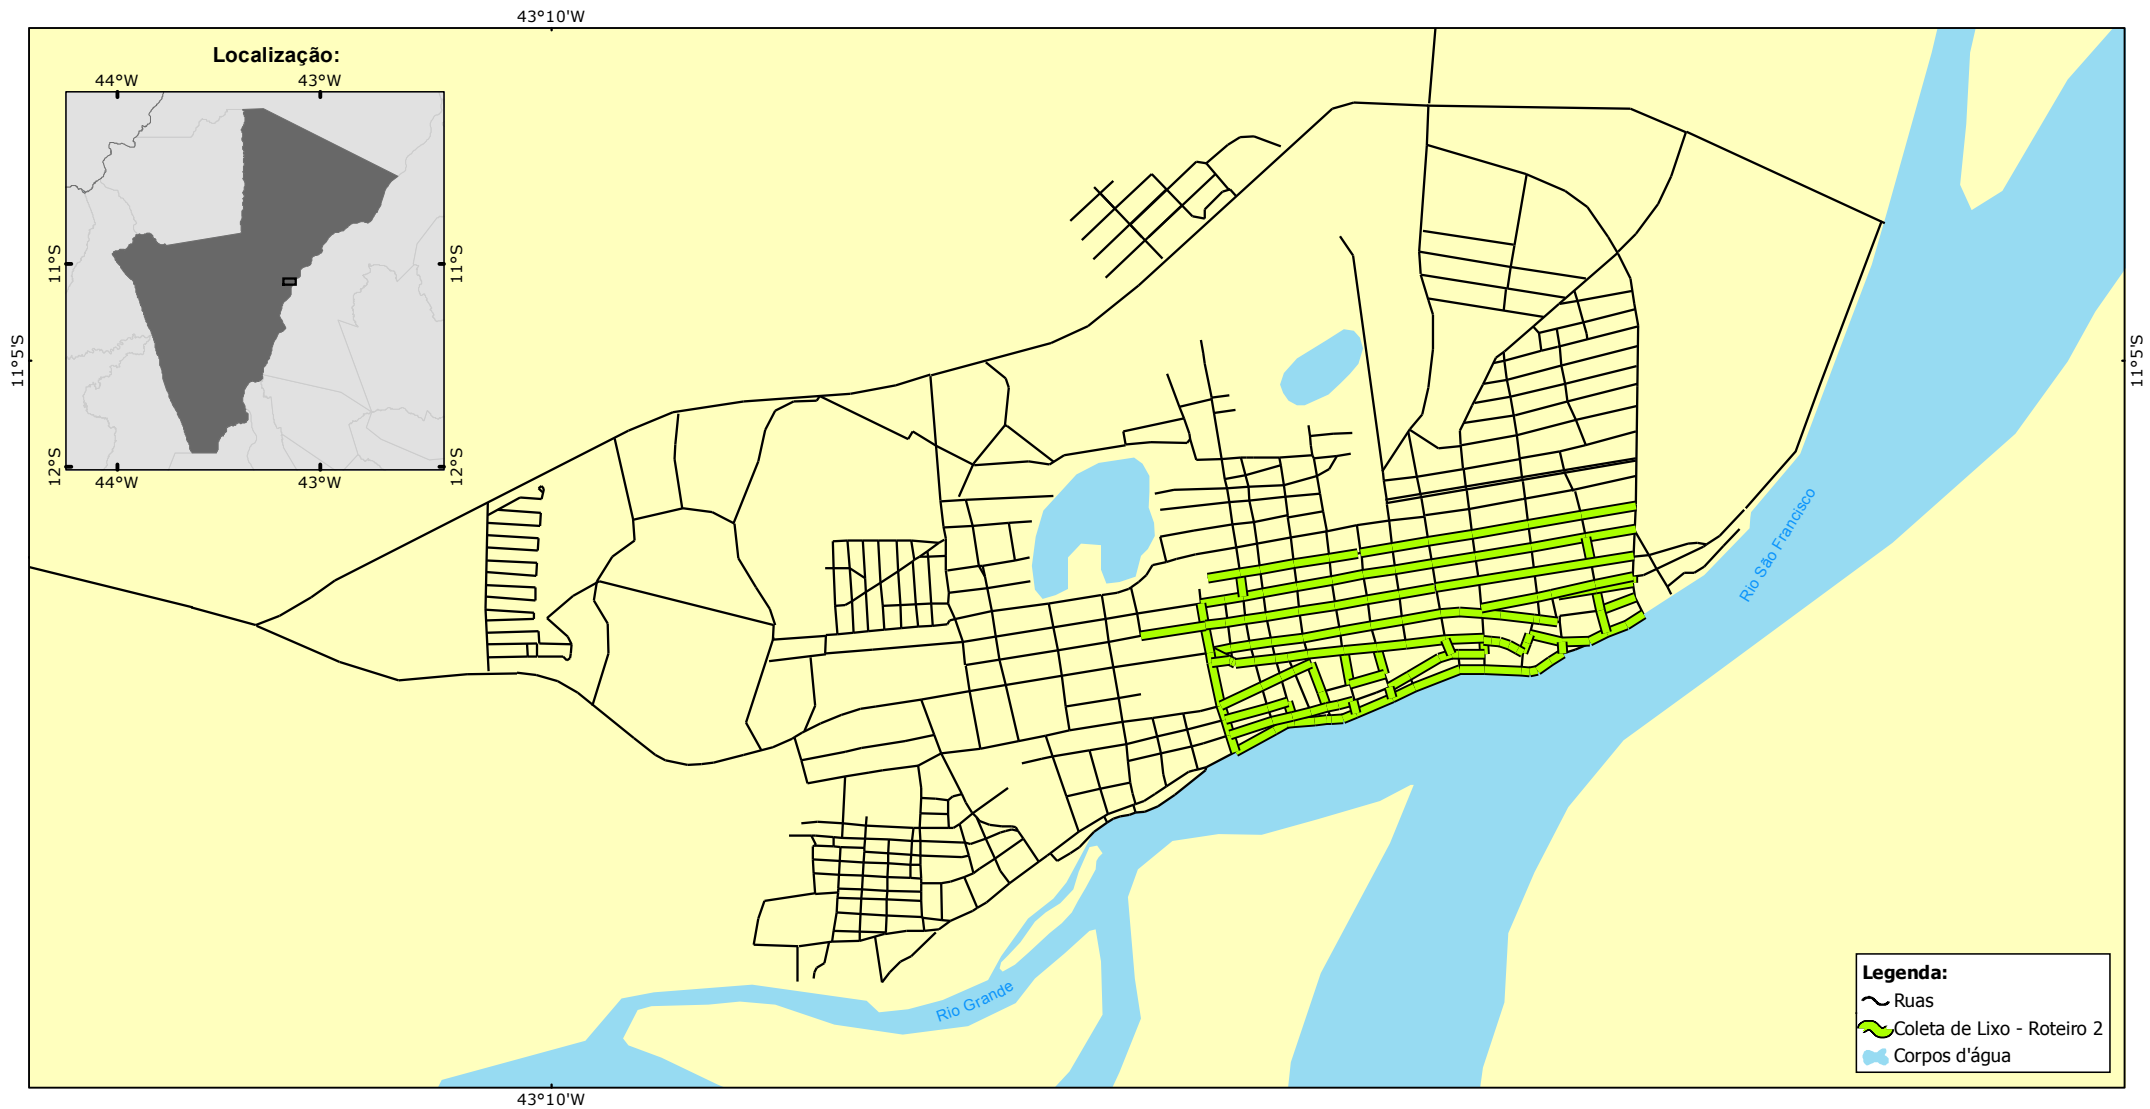 43°10'W
Localização:
44°W
43°W
11°S
11°S
12°S
12°S
44°W
43°W
11°5'S
11°5'S
Rio São Francisco
Rio Grande
Legenda:
Ruas
Coleta de Lixo - Roteiro 2
Corpos d'água
43°10'W